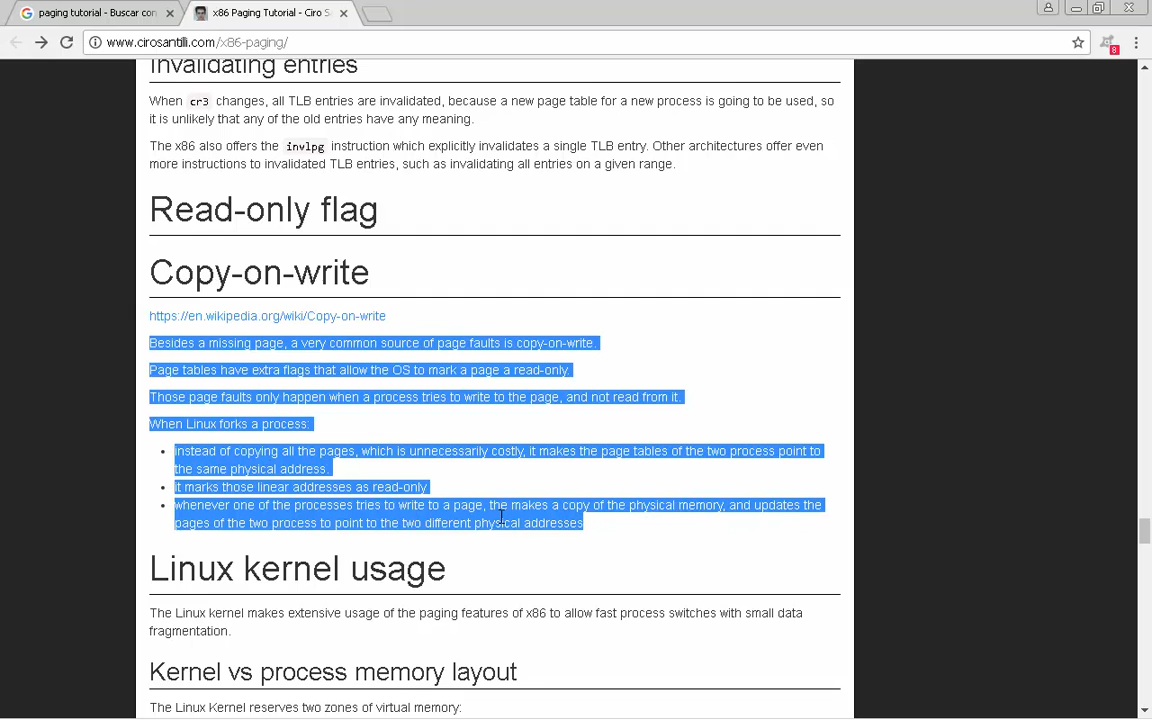 paging tutorial - Buscar con
x86 Paging Tutorial - Ciro S
www.cirosantilli.com/x86-paging/
8
Invalidating entries
When cr3 changes, all TLB entries are invalidated, because a new page table for a new process is going to be used, so
it is unlikely that any of the old entries have any meaning.
The x86 also offers the invlpg instruction which explicitly invalidates a single TLB entry. Other architectures offer even
more instructions to invalidated TLB entries, such as invalidating all entries on a given range.
Read-only flag
Copy-on-write
https://en.wikipedia.org/wiki/Copy-on-write
Besides a missing page, a very common source of page faults is copy-on-write.
Page tables have extra flags that allow the OS to mark a page a read-only.
Those page faults only happen when a process tries to write to the page, and not read from it.
When Linux forks a process:
instead of copying all the pages, which is unnecessarily costly, it makes the page tables of the two process point to
the same physical address.
it marks those linear addresses as read-only
whenever one of the processes tries to write to a page, the makes a copy of the physical memory, and updates the
pages of the two process to point to the two different physical addresses
Linux kernel usage
The Linux kernel makes extensive usage of the paging features of x86 to allow fast process switches with small data
fragmentation.
Kernel vs process memory layout
The Linux Kernel reserves two zones of virtual memory: